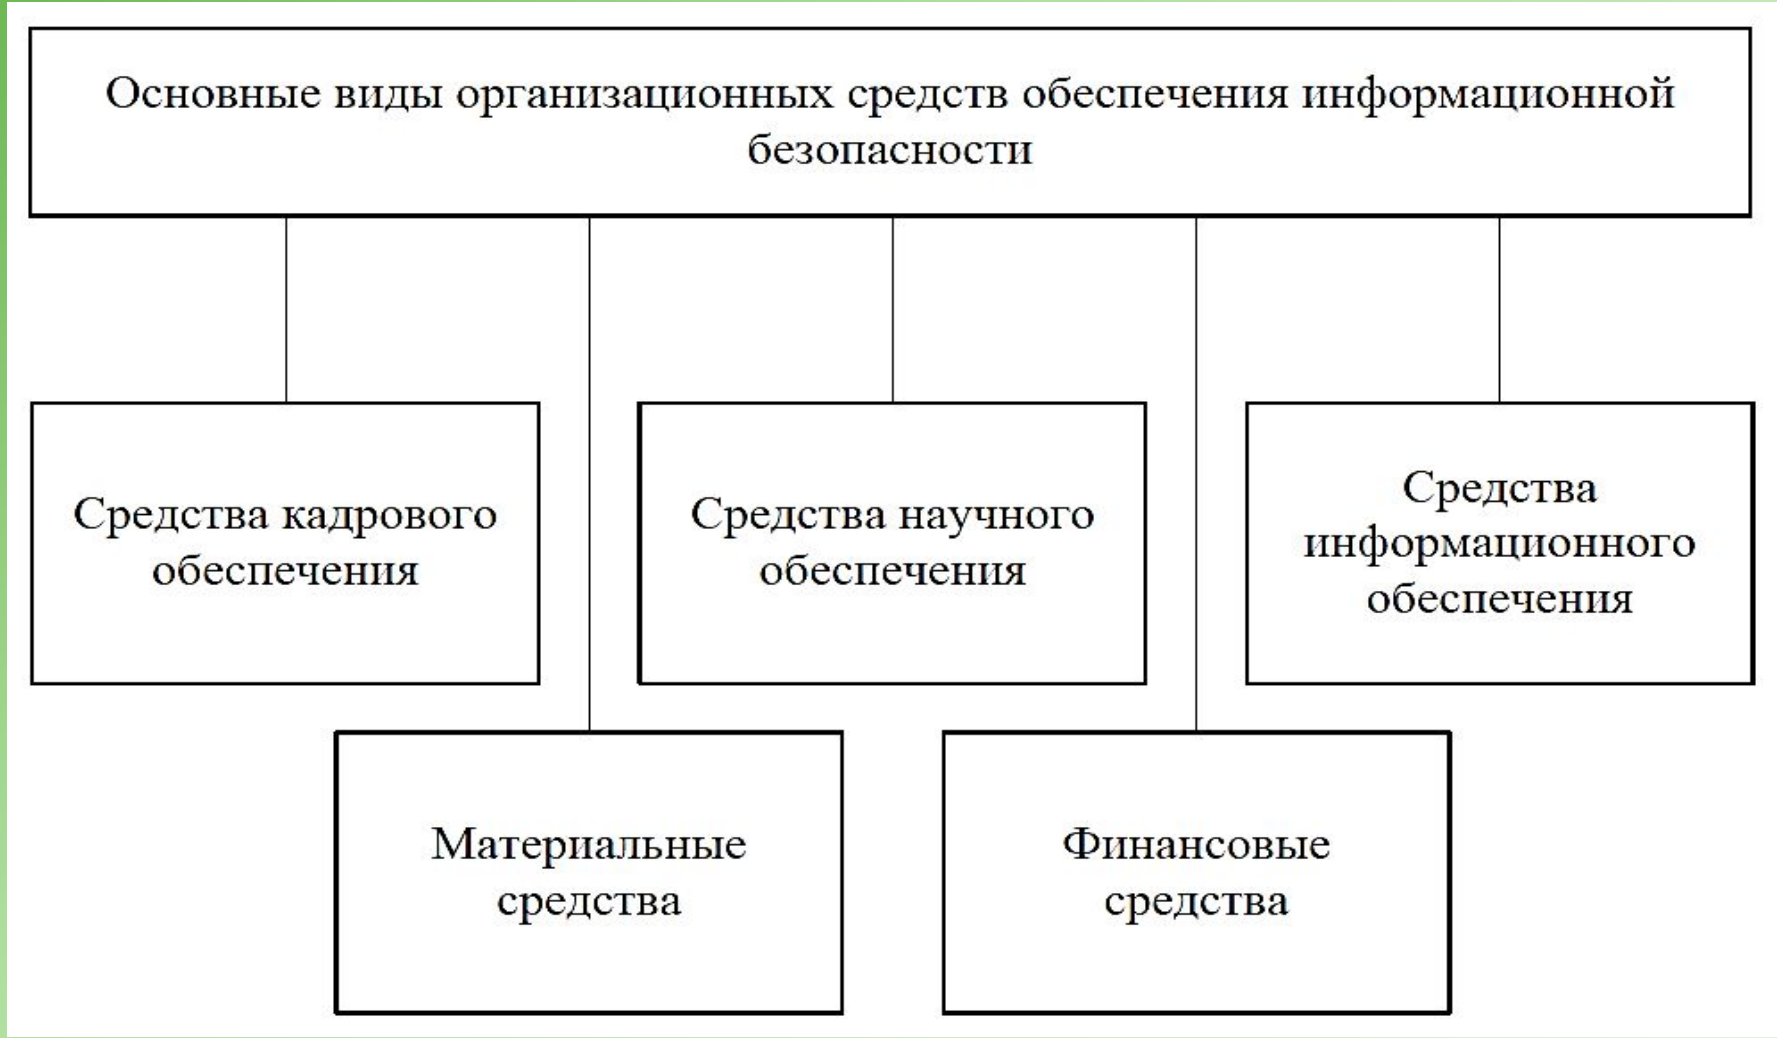 Основные виды организационных средств обеспечения информационной
безопасности
Средства кадрового
обеспечения
Средства научного
обеспечения
Средства
информационного
обеспечения
Материальные
средства
Финансовые
средства